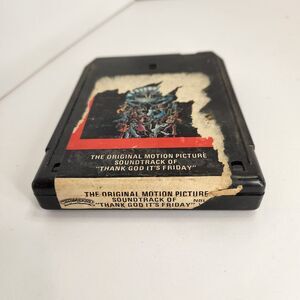 THE ORIGINAL MOTION PICTURE
SOUNDTRACK OF
"THANK GOD IT'S FRIDAY"
THE ORIGINAL MOTION PICTURE
SOUNDTRACK OF
"THANK GOD IT'S FRIDAY"